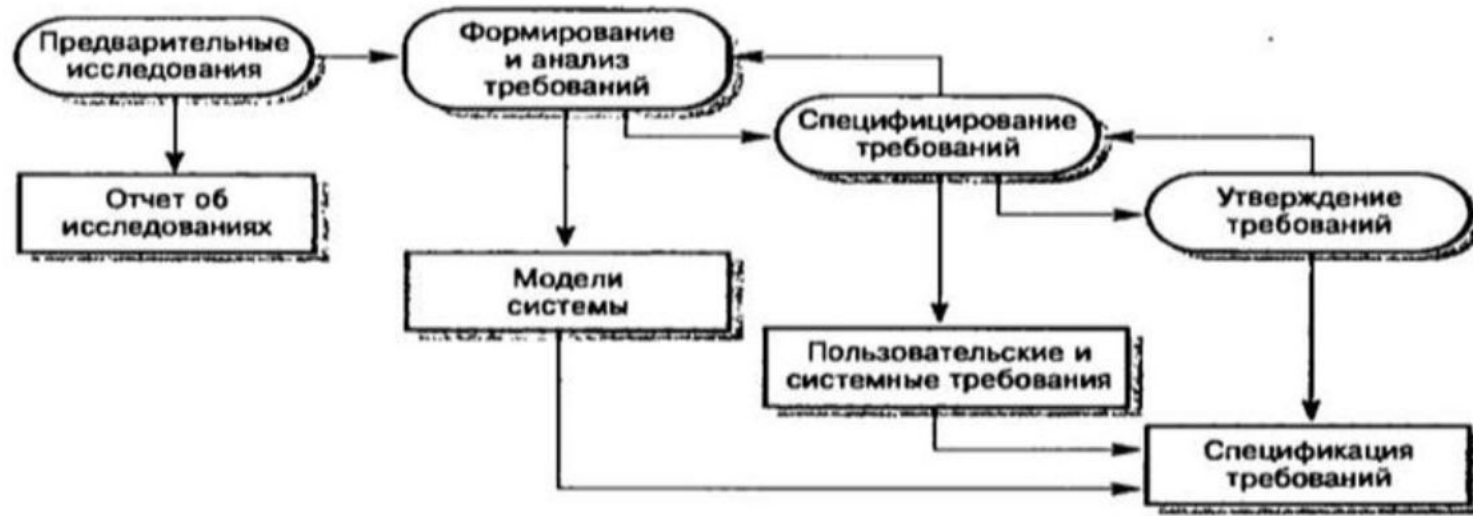 Предварительные
исследования
Формирование
и анализ
требований
Специфицирование
требований
Утверждение
требований
Отчет об
исследованиях
Модели
системы
Пользовательские и
системные требования
Спецификация
требований